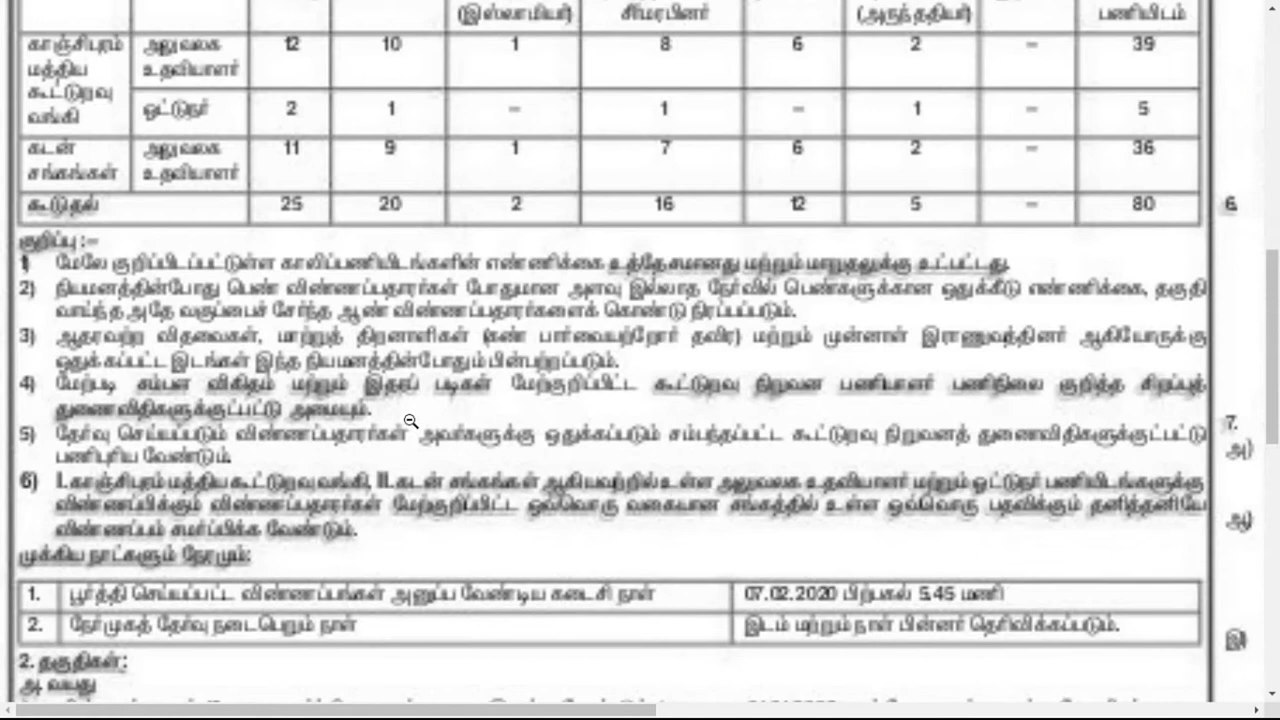 (இஸ்லாமியர்) சீர்மரபினர் (அருந்ததியர்) பணியிடம்
காஞ்சிபுரம் மத்திய கூட்டுறவு வங்கி அலுவலக உதவியாளர் 12 10 1 8 6 2 – 39
ஓட்டுநர் 2 1 – 1 – 1 – 5
கடன் சங்கங்கள் அலுவலக உதவியாளர் 11 9 1 7 6 2 – 36
கூடுதல் 25 20 2 16 12 5 – 80
குறிப்பு :–
1) மேலே குறிப்பிடப்பட்டுள்ள காலிப்பணியிடங்களின் எண்ணிக்கை உத்தேசமானது மற்றும் மாறுதலுக்கு உட்பட்டது.
2) நியமனத்தின்போது பெண் விண்ணப்பதாரர்கள் போதுமான அளவு இல்லாத நேர்வில் பெண்களுக்கான ஒதுக்கீடு எண்ணிக்கை, தகுதி
வாய்ந்த அதே வகுப்பைச் சேர்ந்த ஆண் விண்ணப்பதாரர்களைக் கொண்டு நிரப்பப்படும்.
3) ஆதரவற்ற விதவைகள், மாற்றுத் திறனாளிகள் (கண் பார்வையற்றோர் தவிர) மற்றும் முன்னாள் இராணுவத்தினர் ஆகியோருக்கு
ஒதுக்கப்பட்ட இடங்கள் இந்த நியமனத்தின்போதும் பின்பற்றப்படும்.
4) மேற்படி சம்பள விகிதம் மற்றும் இதரப் படிகள் மேற்குறிப்பிட்ட கூட்டுறவு நிறுவன பணியாளர் பணிநிலை குறித்த சிறப்புத்
துணைவிதிகளுக்குட்பட்டு அமையும்.
5) தேர்வு செய்யப்படும் விண்ணப்பதாரர்கள் அவர்களுக்கு ஒதுக்கப்படும் சம்பந்தப்பட்ட கூட்டுறவு நிறுவனத் துணைவிதிகளுக்குட்பட்டு
பணிபுரிய வேண்டும்.
6) I.காஞ்சிபுரம் மத்திய கூட்டுறவு வங்கி, II.கடன் சங்கங்கள் ஆகியவற்றில் உள்ள அலுவலக உதவியாளர் மற்றும் ஓட்டுநர் பணியிடங்களுக்கு
விண்ணப்பிக்கும் விண்ணப்பதாரர்கள் மேற்குறிப்பிட்ட ஒவ்வொரு வகையான சங்கத்தில் உள்ள ஒவ்வொரு பதவிக்கும் தனித்தனியே
விண்ணப்பம் சமர்ப்பிக்க வேண்டும்.
முக்கிய நாட்களும் நேரமும்:
1. பூர்த்தி செய்யப்பட்ட விண்ணப்பங்கள் அனுப்ப வேண்டிய கடைசி நாள் 07.02.2020 பிற்பகல் 5.45 மணி
2. நேர்முகத் தேர்வு நடைபெறும் நாள் இடம் மற்றும் நாள் பின்னர் தெரிவிக்கப்படும்.
2. தகுதிகள்:
அ. வயது
6.
7.
அ)
ஆ)
இ)